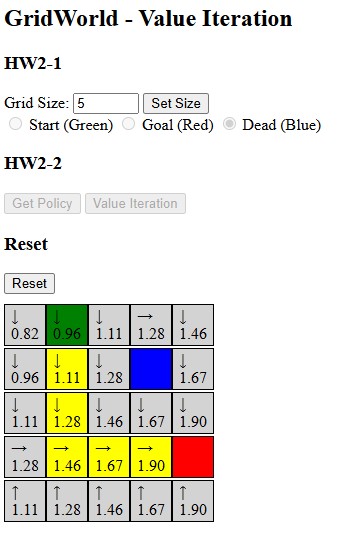 GridWorld - Value Iteration
HW2-1
Grid Size: 5 Set Size
Start (Green) Goal (Red) Dead (Blue)
HW2-2
Get Policy Value Iteration
Reset
Reset
↓ ↓ ↓ → ↓
0.82 0.96 1.11 1.28 1.46
↓ ↓ ↓ ↓
0.96 1.11 1.28 1.67
↓ ↓ ↓ ↓ ↓
1.11 1.28 1.46 1.67 1.90
→ → → →
1.28 1.46 1.67 1.90
↑ ↑ ↑ ↑ ↑
1.11 1.28 1.46 1.67 1.90